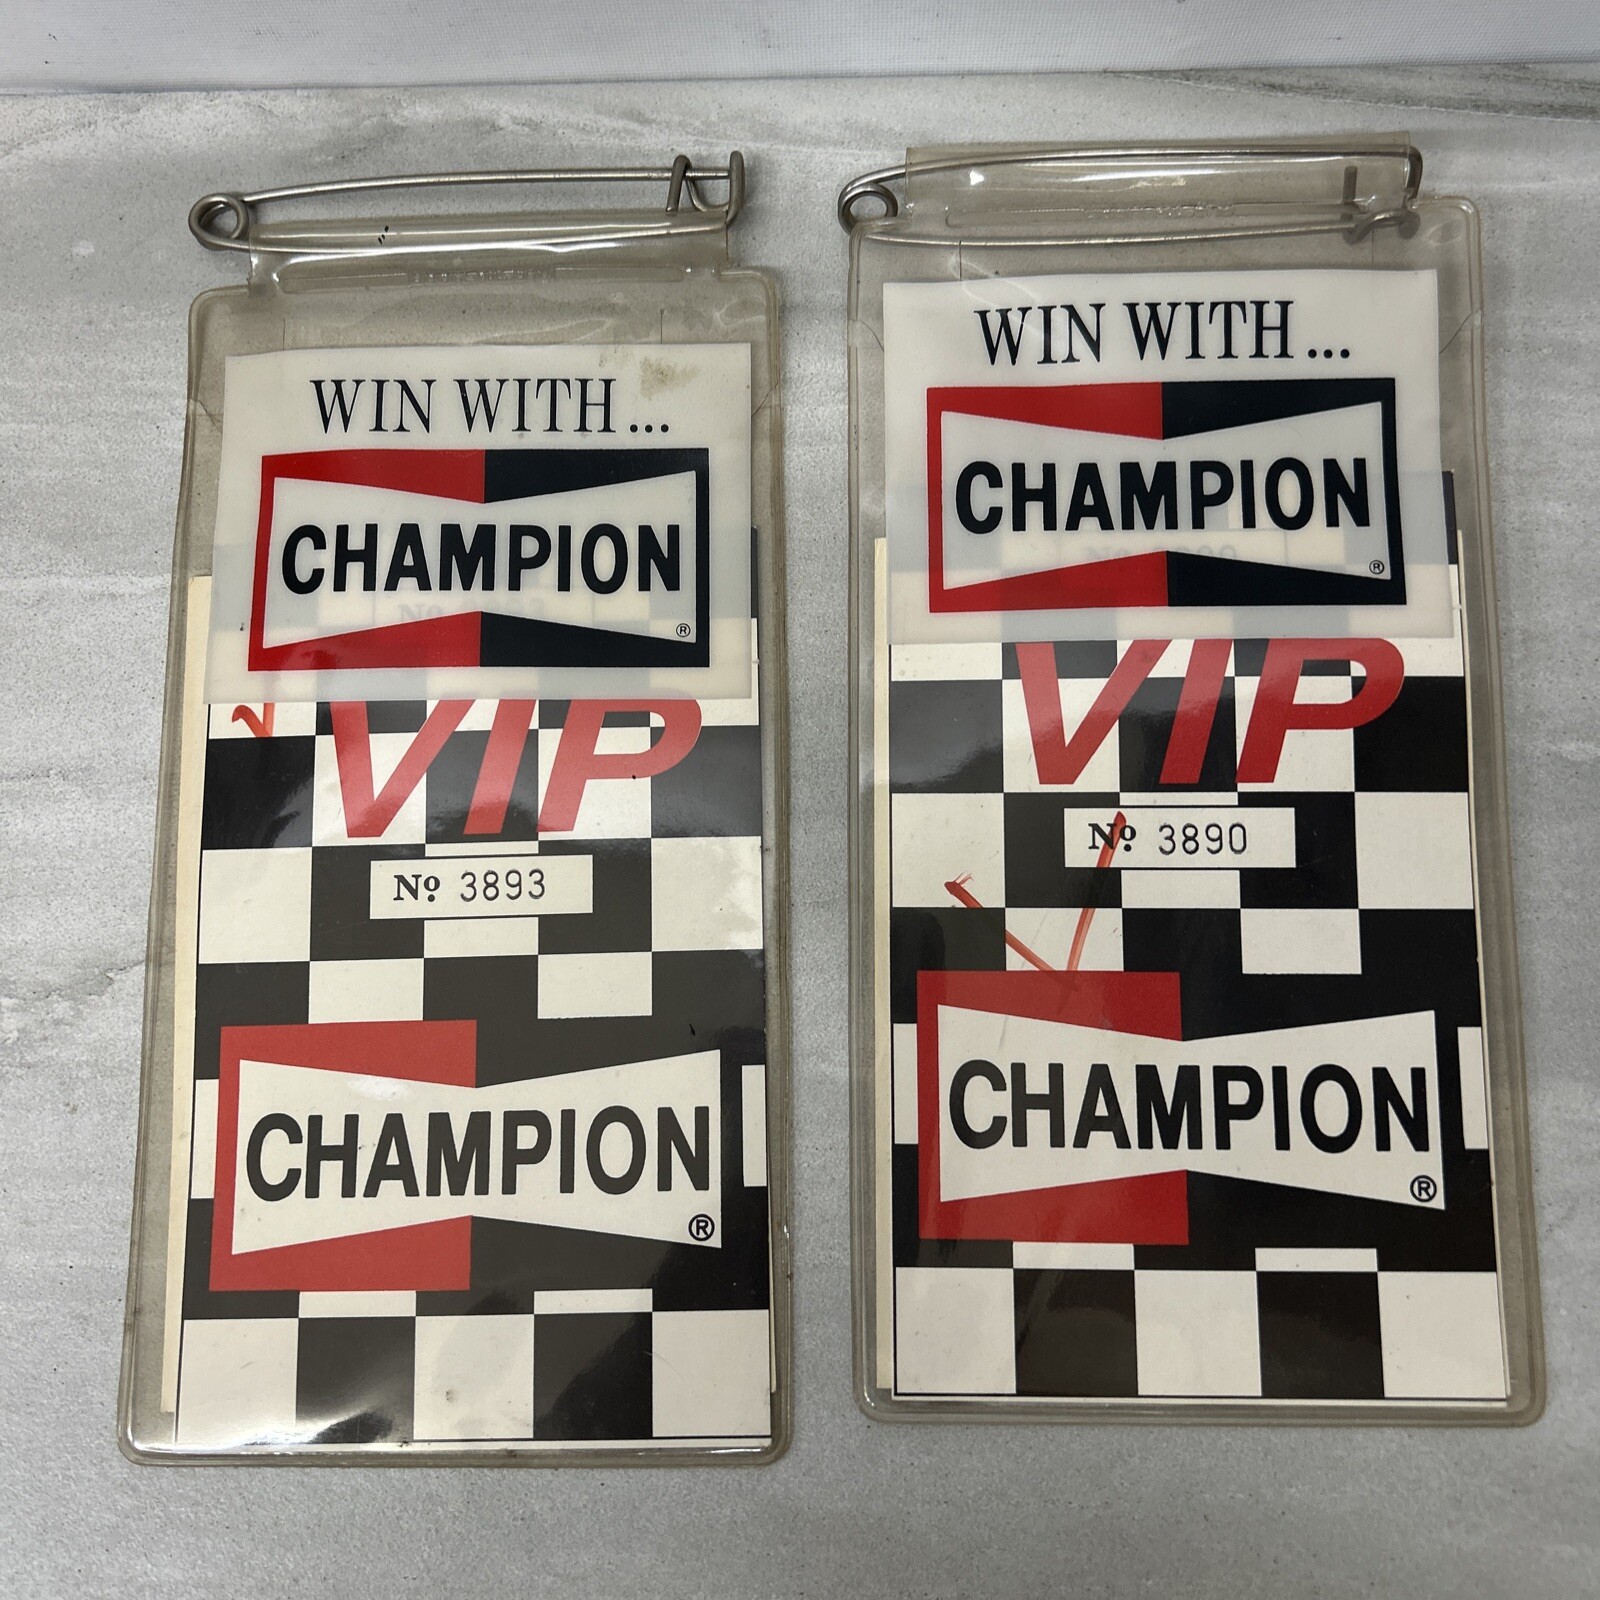 WIN WITH...
CHAMPION
®
VIP
Nº 3893
CHAMPION
®
WIN WITH...
CHAMPION
®
VIP
Nº 3890
CHAMPION
®